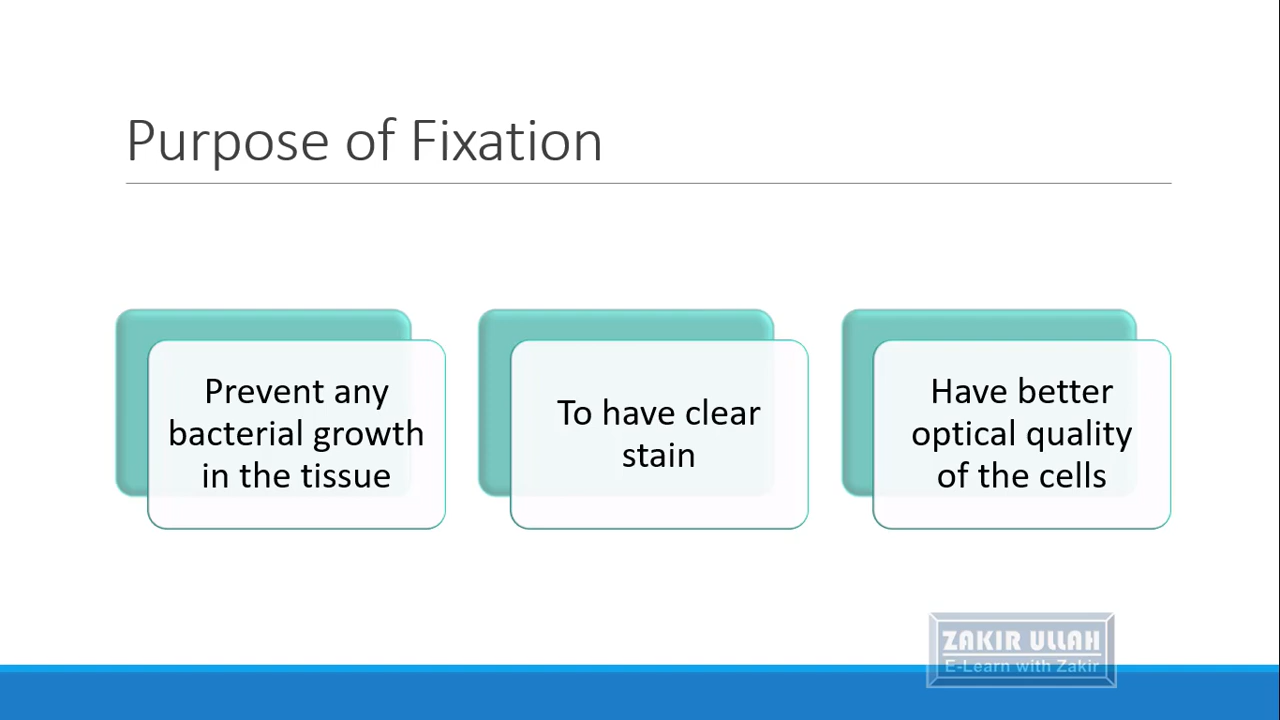 Purpose of Fixation
Prevent any
bacterial growth
in the tissue
To have clear
stain
Have better
optical quality
of the cells
ZAKIR ULLAH
E-Learn with Zakir